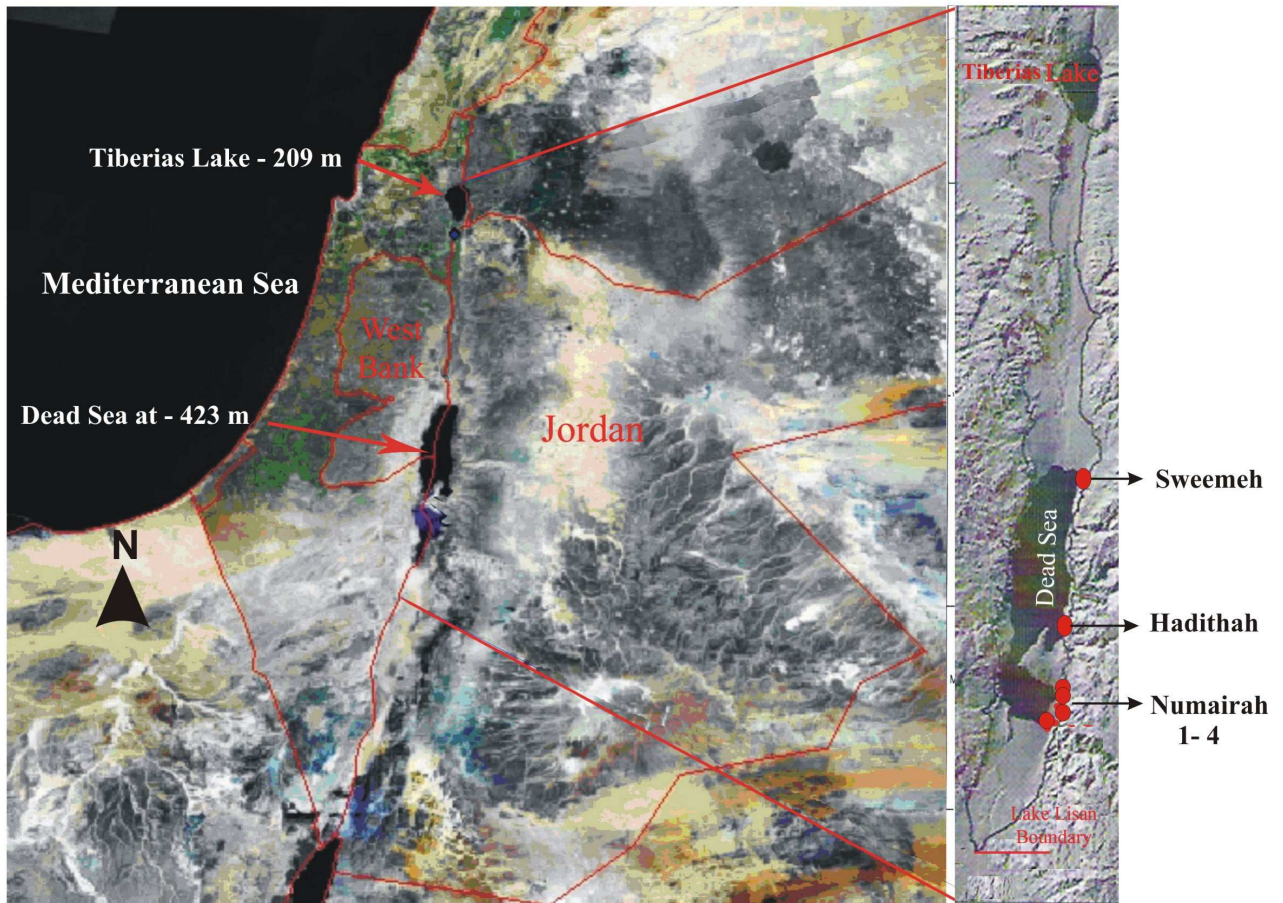 Tiberias Lake - 209 m
Mediterranean Sea
West
Bank
Dead Sea at - 423 m
Jordan
N
Tiberias Lake
Dead Sea
Sweemeh
Hadithah
Numairah
1- 4
Lake Lisan
Boundary